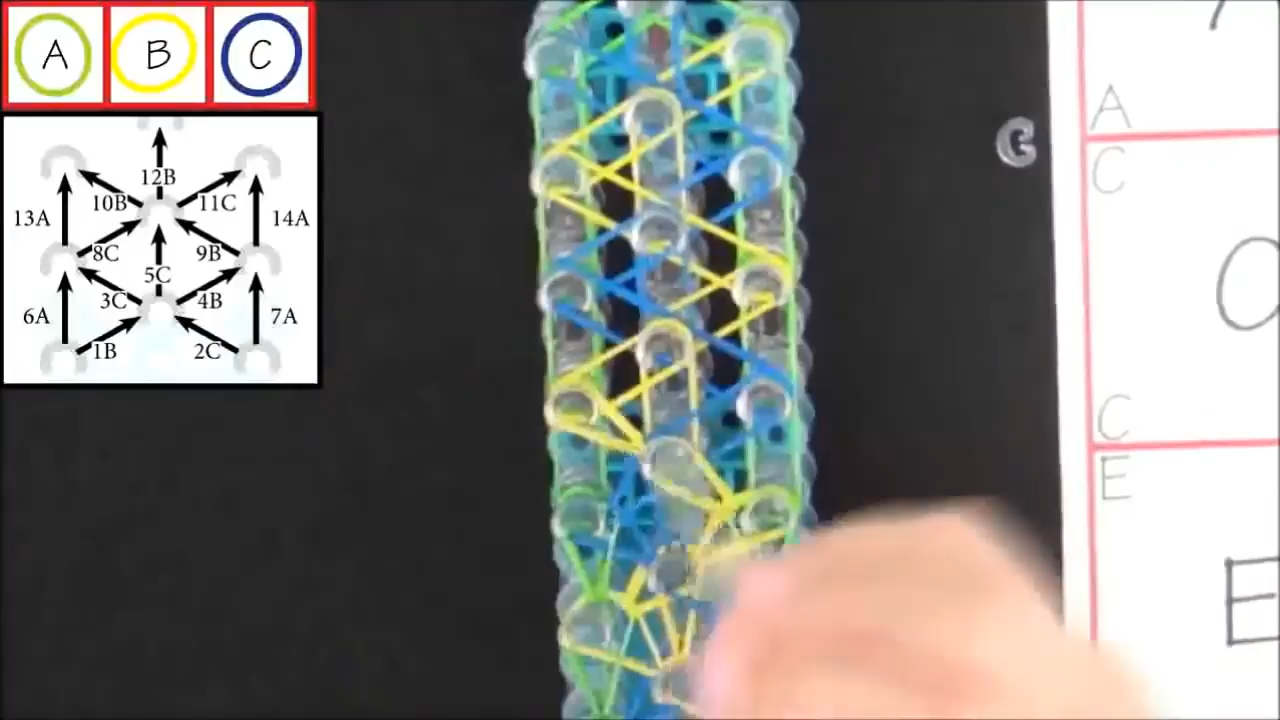 A B C
12B
10B 11C
13A 14A
8C 9B
5C
3C 4B
6A 7A
1B 2C
A
C
O
C
E
E